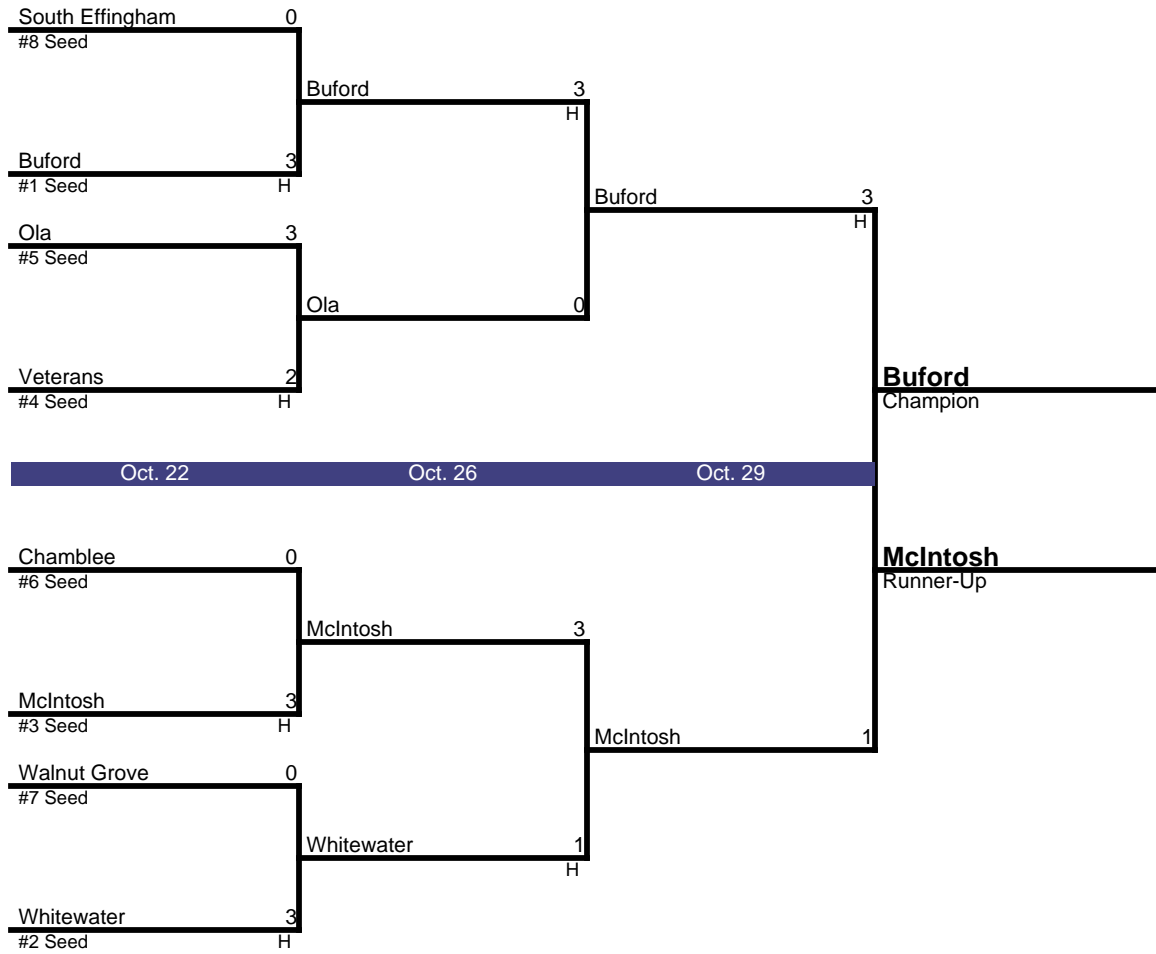 South Effingham 0
#8 Seed
Buford 3
H
Buford 3
#1 Seed H
Buford 3
H
Ola 3
#5 Seed
Ola 0
Veterans 2
#4 Seed H
Buford
Champion
Oct. 22 Oct. 26 Oct. 29
Chamblee 0
#6 Seed
McIntosh
Runner-Up
McIntosh 3
McIntosh 3
#3 Seed H
McIntosh 1
Walnut Grove 0
#7 Seed
Whitewater 1
H
Whitewater 3
#2 Seed H